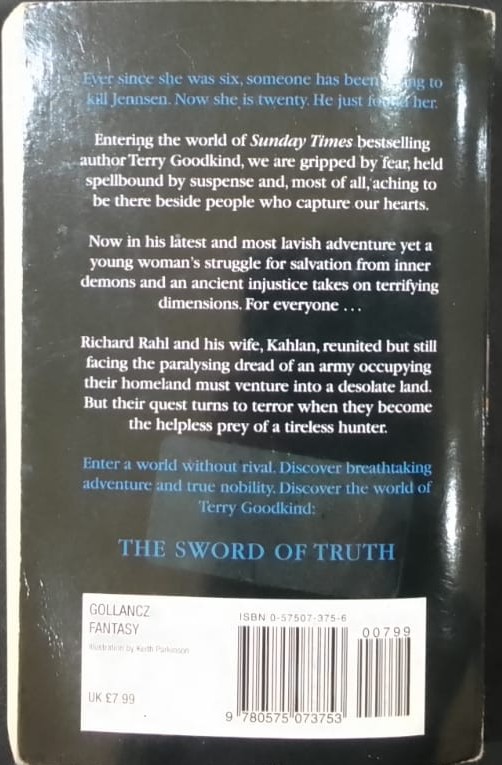 Ever since she was six, someone has been trying to
kill Jennsen. Now she is twenty. He just found her.
Entering the world of Sunday Times bestselling
author Terry Goodkind, we are gripped by fear, held
spellbound by suspense and, most of all, aching to
be there beside people who capture our hearts.
Now in his latest and most lavish adventure yet a
young woman's struggle for salvation from inner
demons and an ancient injustice takes on terrifying
dimensions. For everyone ...
Richard Rahl and his wife, Kahlan, reunited but still
facing the paralysing dread of an army occupying
their homeland must venture into a desolate land.
But their quest turns to terror when they become
the helpless prey of a tireless hunter.
Enter a world without rival. Discover breathtaking
adventure and true nobility. Discover the world of
Terry Goodkind:
THE SWORD OF TRUTH
GOLLANCZ
FANTASY
Illustration by Keith Parkinson
UK £7.99
ISBN 0-57507-375-6
00799
9 780575 073753